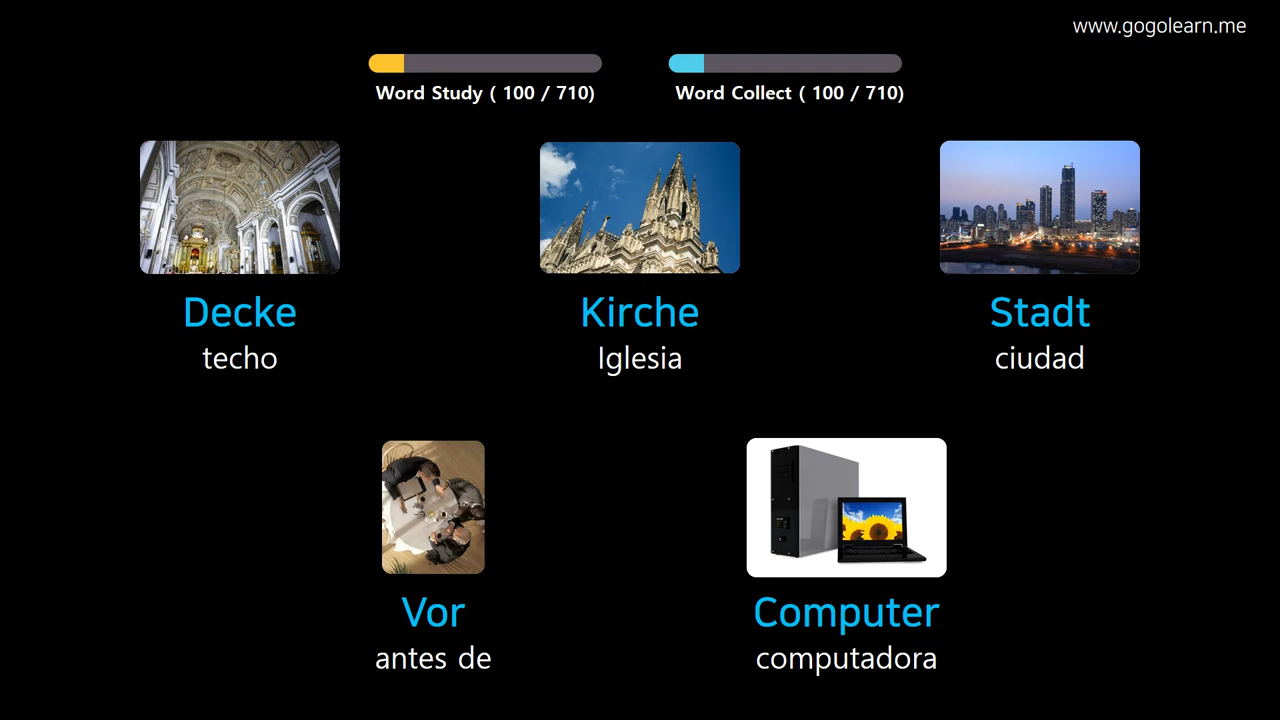 www.gogolearn.me
Word Study ( 100 / 710)
Word Collect ( 100 / 710)
Decke
techo
Kirche
Iglesia
Stadt
ciudad
Vor
antes de
Computer
computadora